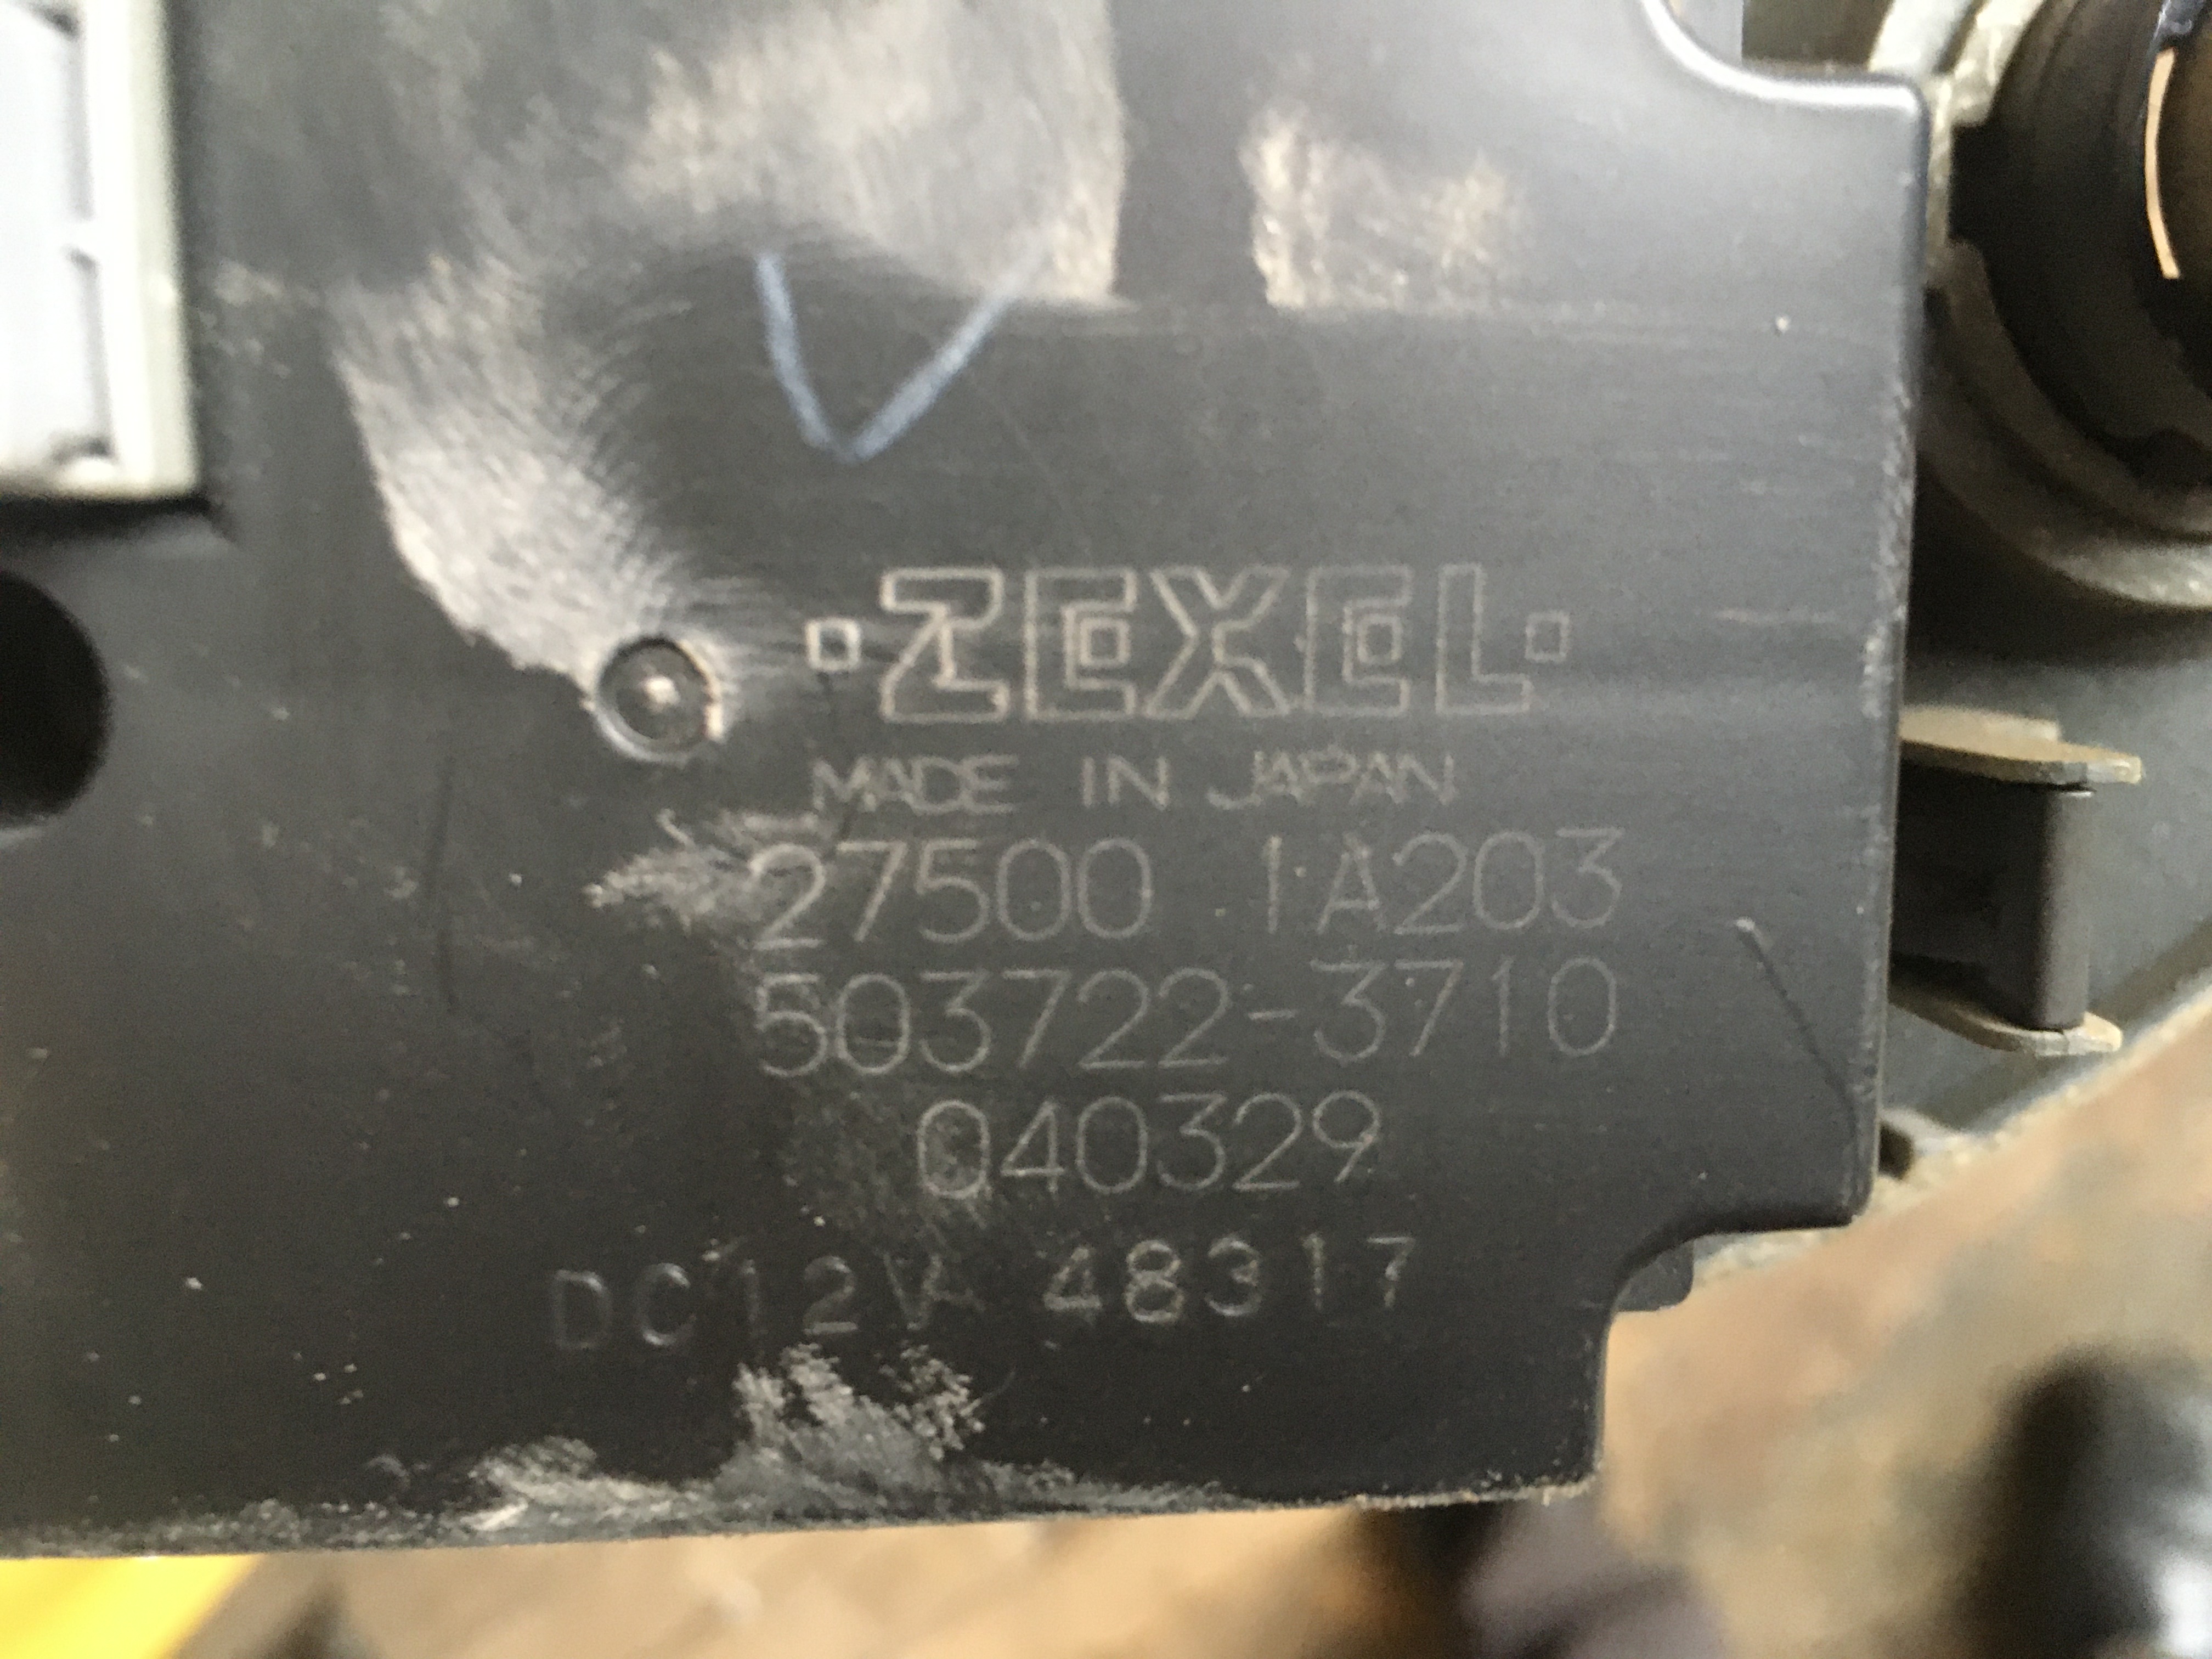 ZEXEL
MADE IN JAPAN
27500 1A203
503722-3710
040329
DC12V 48317